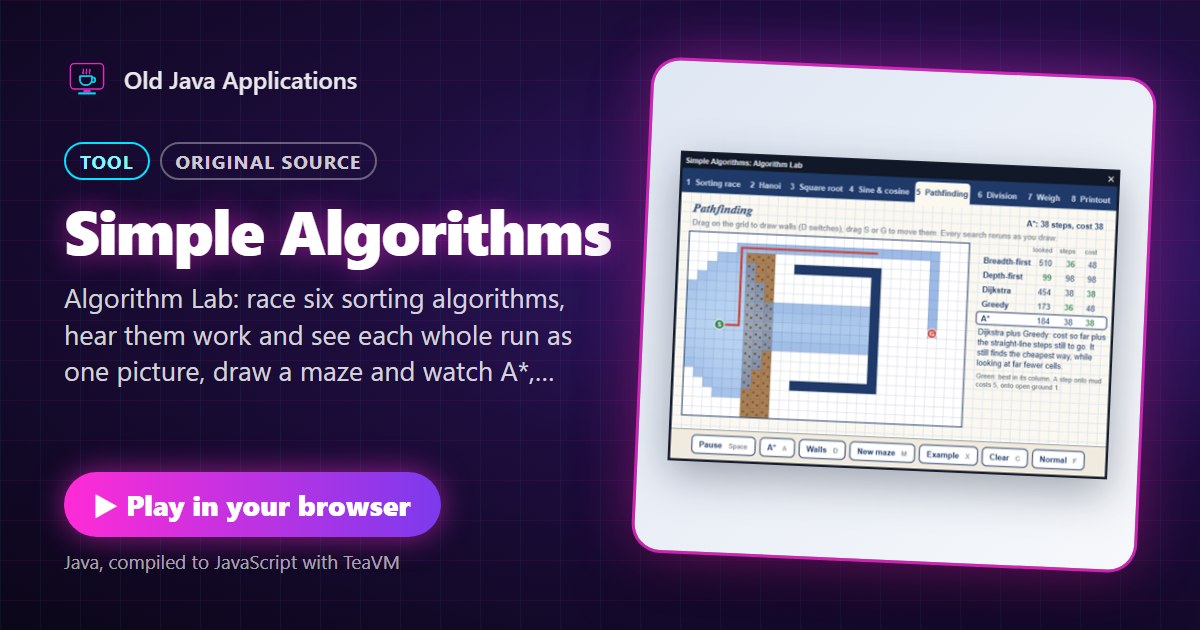 Old Java Applications
TOOL
ORIGINAL SOURCE
Simple Algorithms
Algorithm Lab: race six sorting algorithms,
hear them work and see each whole run as
one picture, draw a maze and watch A*,...
▶ Play in your browser
Java, compiled to JavaScript with TeaVM
Simple Algorithms: Algorithm Lab ×
1 Sorting race 2 Hanoi 3 Square root 4 Sine & cosine 5 Pathfinding 6 Division 7 Weigh 8 Printout
Pathfinding
A*: 38 steps, cost 38
Drag on the grid to draw walls (D switches), drag S or G to move them. Every search reruns as you draw.
looked steps cost
Breadth-first 510 36 48
Depth-first 99 98 98
Dijkstra 454 38 38
Greedy 173 36 48
A* 184 38 38
Dijkstra plus Greedy: cost so far plus
the straight-line steps still to go. It
still finds the cheapest way, while
looking at far fewer cells.
Green: best in its column. A step onto mud
costs 5, onto open ground 1.
S
G
Pause Space A* A Walls D New maze M Example X Clear C Normal F